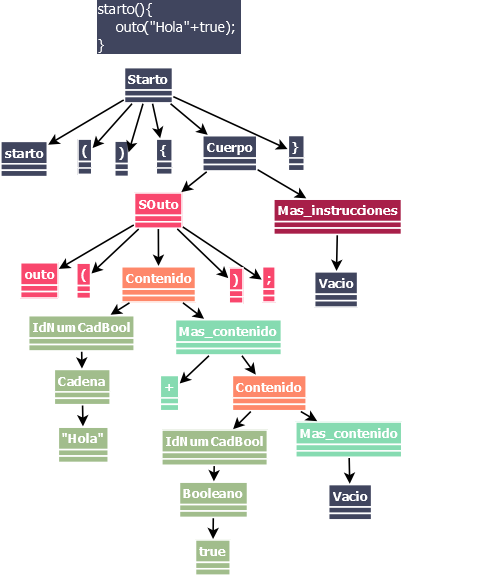 starto(){
outo("Hola"+true);
}
Starto
starto
(
)
{
Cuerpo
}
SOuto
Mas_instrucciones
outo
(
Contenido
)
;
Vacio
IdNumCadBool
Mas_contenido
Cadena
+
Contenido
"Hola"
IdNumCadBool
Mas_contenido
Booleano
Vacio
true